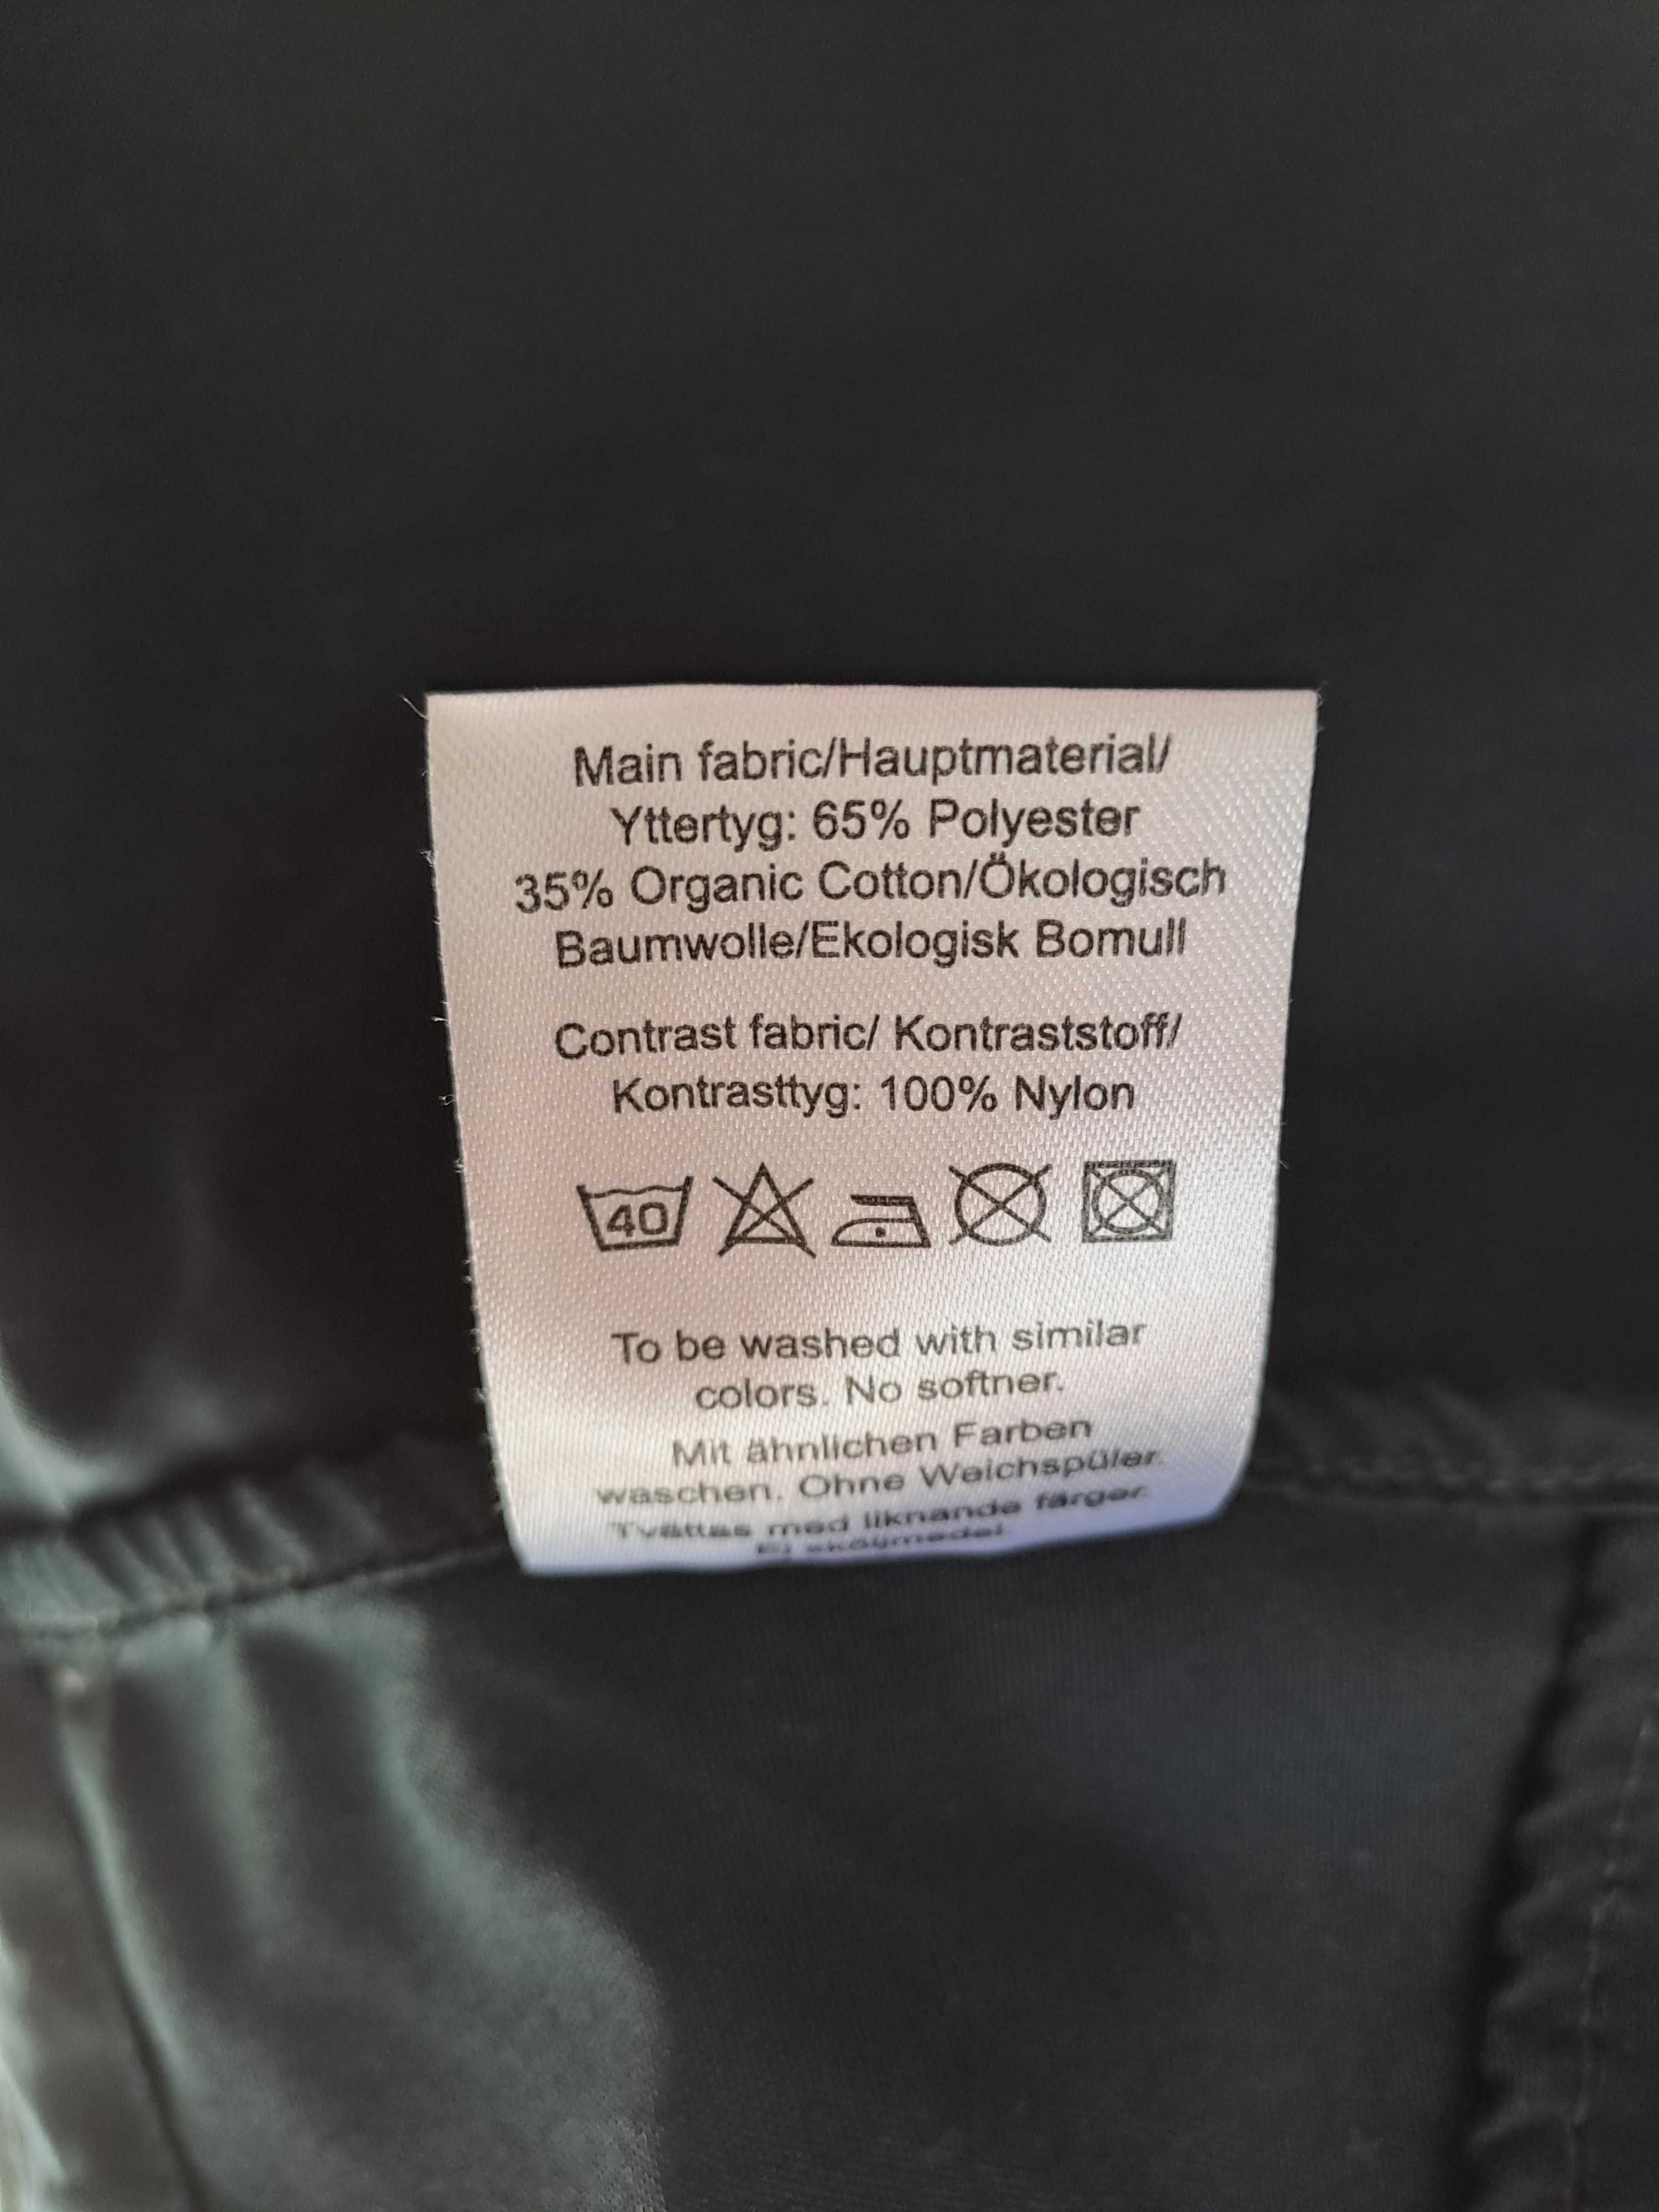 Main fabric/Hauptmaterial/
Yttertyg: 65% Polyester
35% Organic Cotton/Ökologisch
Baumwolle/Ekologisk Bomull
Contrast fabric/ Kontraststoff/
Kontrasttyg: 100% Nylon
40
To be washed with similar
colors. No softner.
Mit ähnlichen Farben
waschen. Ohne Weichspüler.
Tvättas med liknande färger.
Ej sköljmedel.